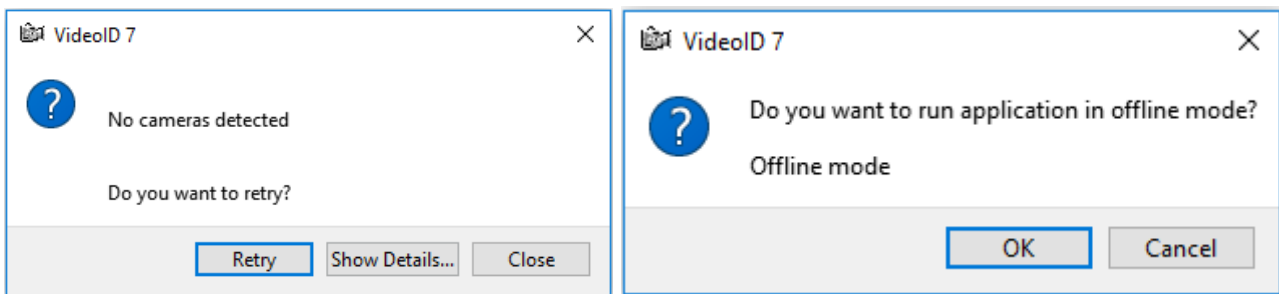 VideoID 7
No cameras detected
Do you want to retry?
Retry
Show Details...
Close
VideoID 7
Do you want to run application in offline mode?
Offline mode
OK
Cancel